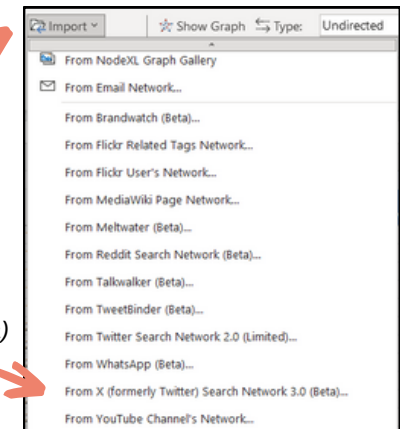 Import Show Graph Type: Undirected
From NodeXL Graph Gallery
From Email Network...
From Brandwatch (Beta)...
From Flickr Related Tags Network...
From Flickr User's Network...
From MediaWiki Page Network...
From Meltwater (Beta)...
From Reddit Search Network (Beta)...
From Talkwalker (Beta)...
From TweetBinder (Beta)...
)
From Twitter Search Network 2.0 (Limited)...
From WhatsApp (Beta)...
From X (formerly Twitter) Search Network 3.0 (Beta)...
From YouTube Channel's Network...